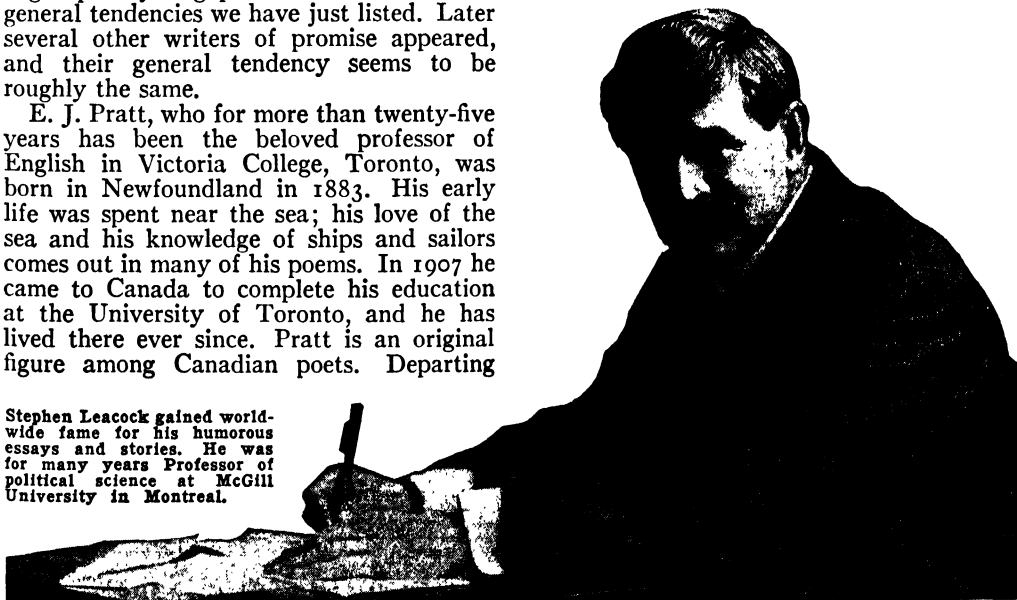 general tendencies we have just listed. Later
several other writers of promise appeared,
and their general tendency seems to be
roughly the same.
E. J. Pratt, who for more than twenty-five
years has been the beloved professor of
English in Victoria College, Toronto, was
born in Newfoundland in 1883. His early
life was spent near the sea; his love of the
sea and his knowledge of ships and sailors
comes out in many of his poems. In 1907 he
came to Canada to complete his education
at the University of Toronto, and he has
lived there ever since. Pratt is an original
figure among Canadian poets. Departing
Stephen Leacock gained world-
wide fame for his humorous
essays and stories. He was
for many years Professor of
political science at McGill
University in Montreal.